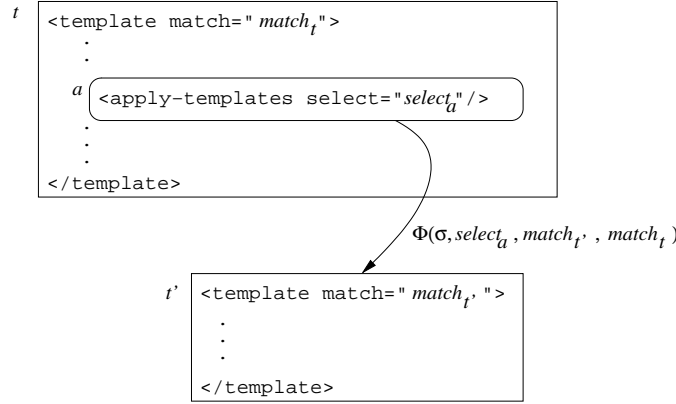 t
<template match=" match_t">
.
.
a <apply-templates select="select_a"/>
.
.
.
</template>
Φ(σ, select_a , match_t' , match_t )
t'
<template match=" match_t' ">
.
.
.
</template>